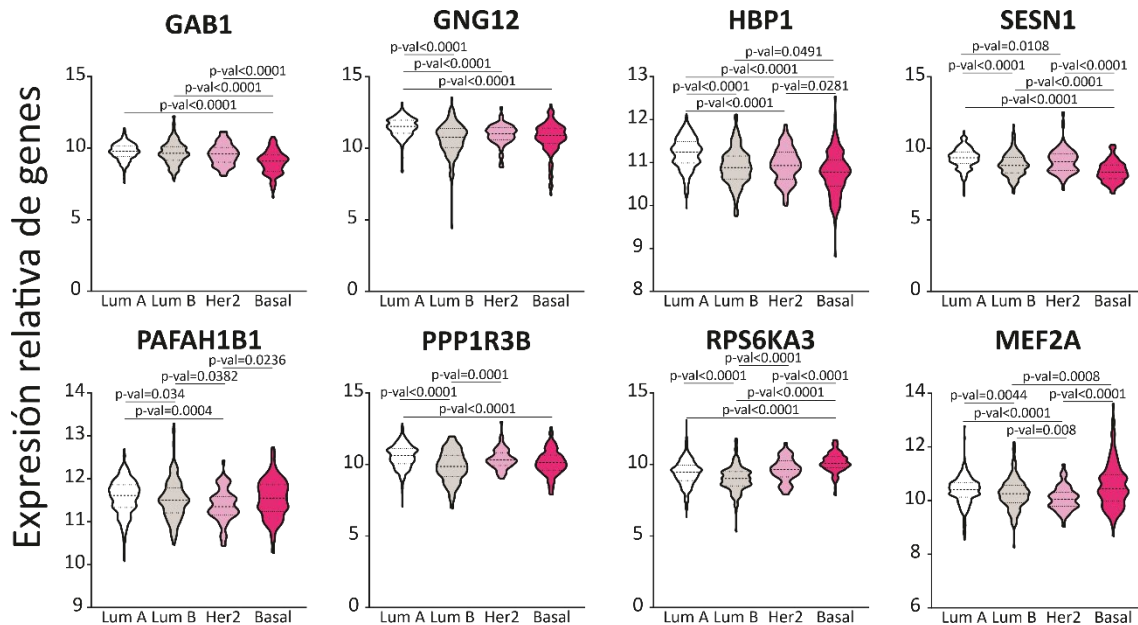 Expresión relativa de genes
GAB1
p-val<0.0001
p-val<0.0001
p-val<0.0001
15
10
5
0
Lum A Lum B Her2 Basal
GNG12
p-val<0.0001
p-val<0.0001
p-val<0.0001
15
10
5
0
Lum A Lum B Her2 Basal
HBP1
p-val=0.0491
p-val<0.0001
p-val<0.0001 p-val=0.0281
p-val<0.0001
13
12
11
10
9
8
Lum A Lum B Her2 Basal
SESN1
p-val=0.0108
p-val<0.0001 p-val<0.0001
p-val<0.0001
p-val<0.0001
15
10
5
0
Lum A Lum B Her2 Basal
PAFAH1B1
p-val=0.0236
p-val=0.0382
p-val=0.034
p-val=0.0004
14
13
12
11
10
9
Lum A Lum B Her2 Basal
PPP1R3B
p-val=0.0001
p-val<0.0001
p-val<0.0001
15
10
5
0
Lum A Lum B Her2 Basal
RPS6KA3
p-val<0.0001
p-val<0.0001 p-val<0.0001
p-val<0.0001
p-val<0.0001
15
10
5
0
Lum A Lum B Her2 Basal
MEF2A
p-val=0.0008
p-val=0.0044 p-val<0.0001
p-val<0.0001
p-val=0.008
14
12
10
8
6
Lum A Lum B Her2 Basal